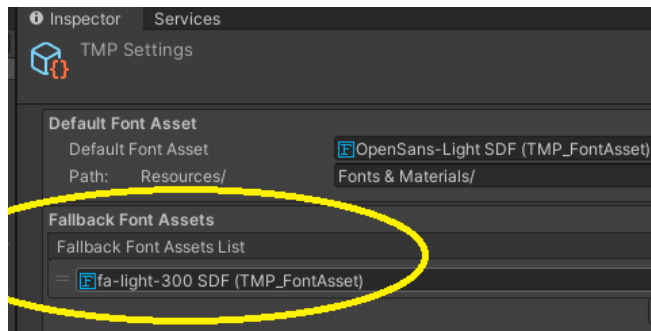 Inspector Services
TMP Settings
Default Font Asset
Default Font Asset OpenSans-Light SDF (TMP_FontAsset)
Path: Resources/ Fonts & Materials/
Fallback Font Assets
Fallback Font Assets List
fa-light-300 SDF (TMP_FontAsset)